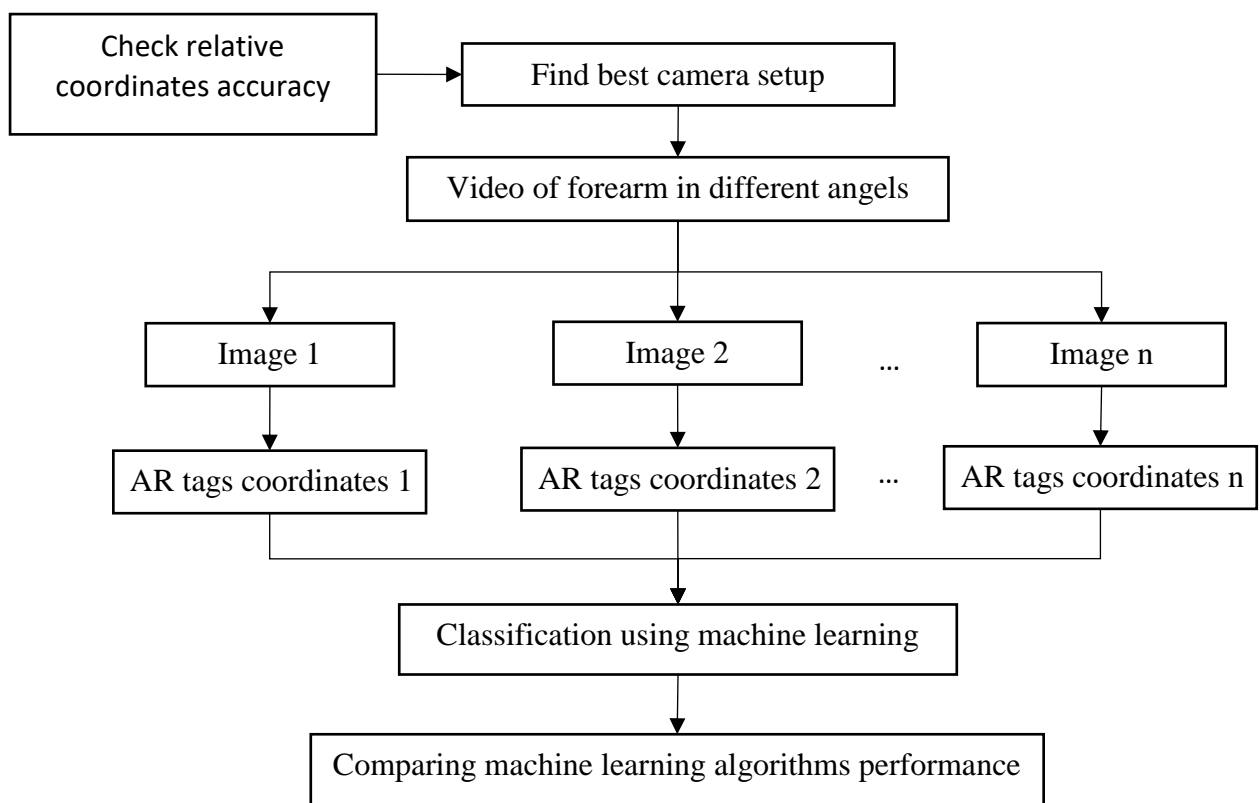 Check relative
coordinates accuracy
Find best camera setup
Video of forearm in different angels
Image 1
Image 2
...
Image n
AR tags coordinates 1
AR tags coordinates 2
...
AR tags coordinates n
Classification using machine learning
Comparing machine learning algorithms performance